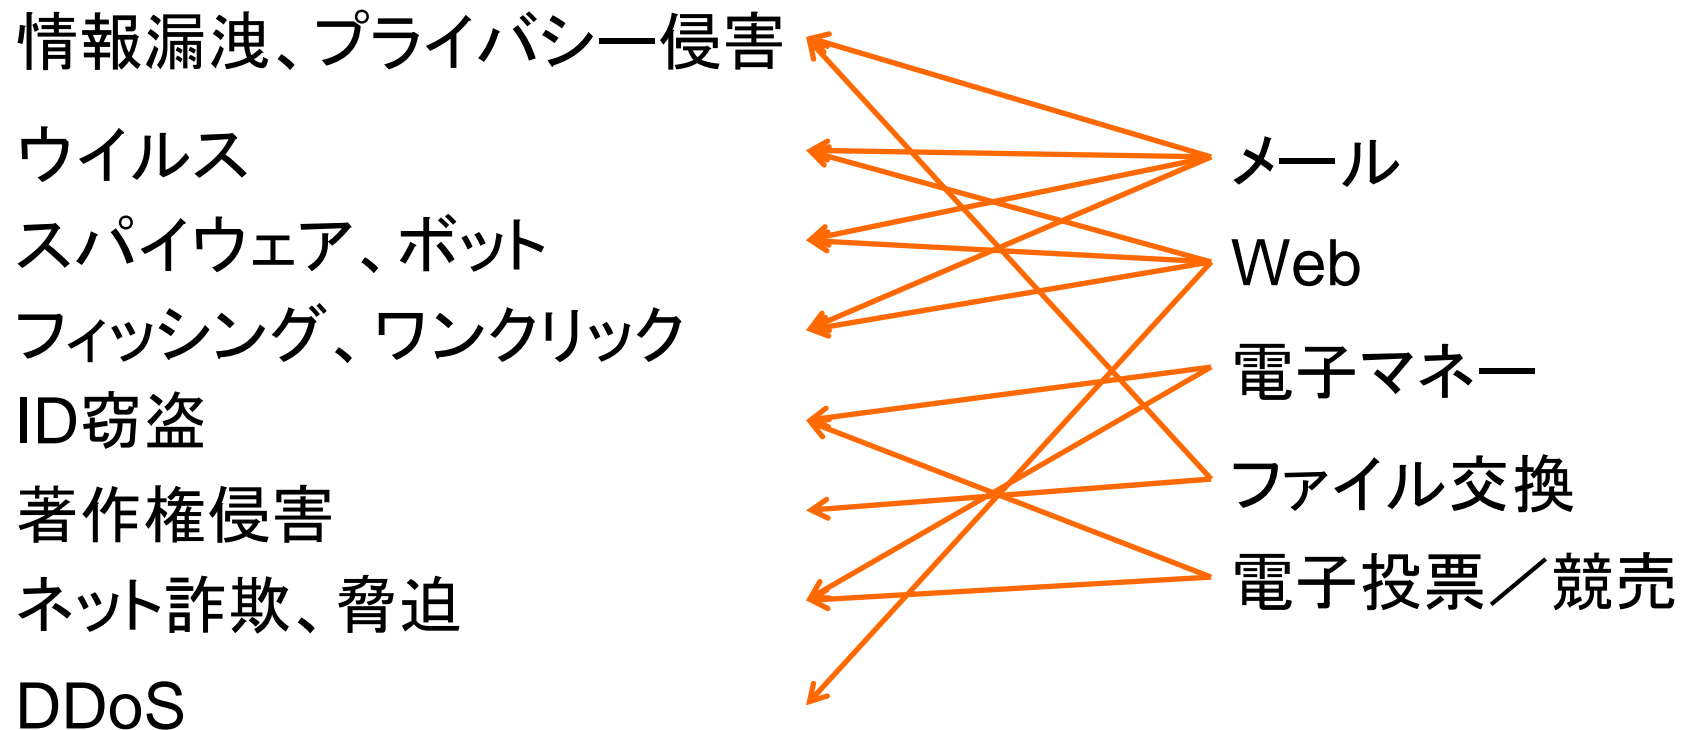 情報漏洩、プライバシー侵害
ウイルス
スパイウェア、ボット
フィッシング、ワンクリック
ID窃盗
著作権侵害
ネット詐欺、脅迫
DDoS
メール
Web
電子マネー
ファイル交換
電子投票／競売